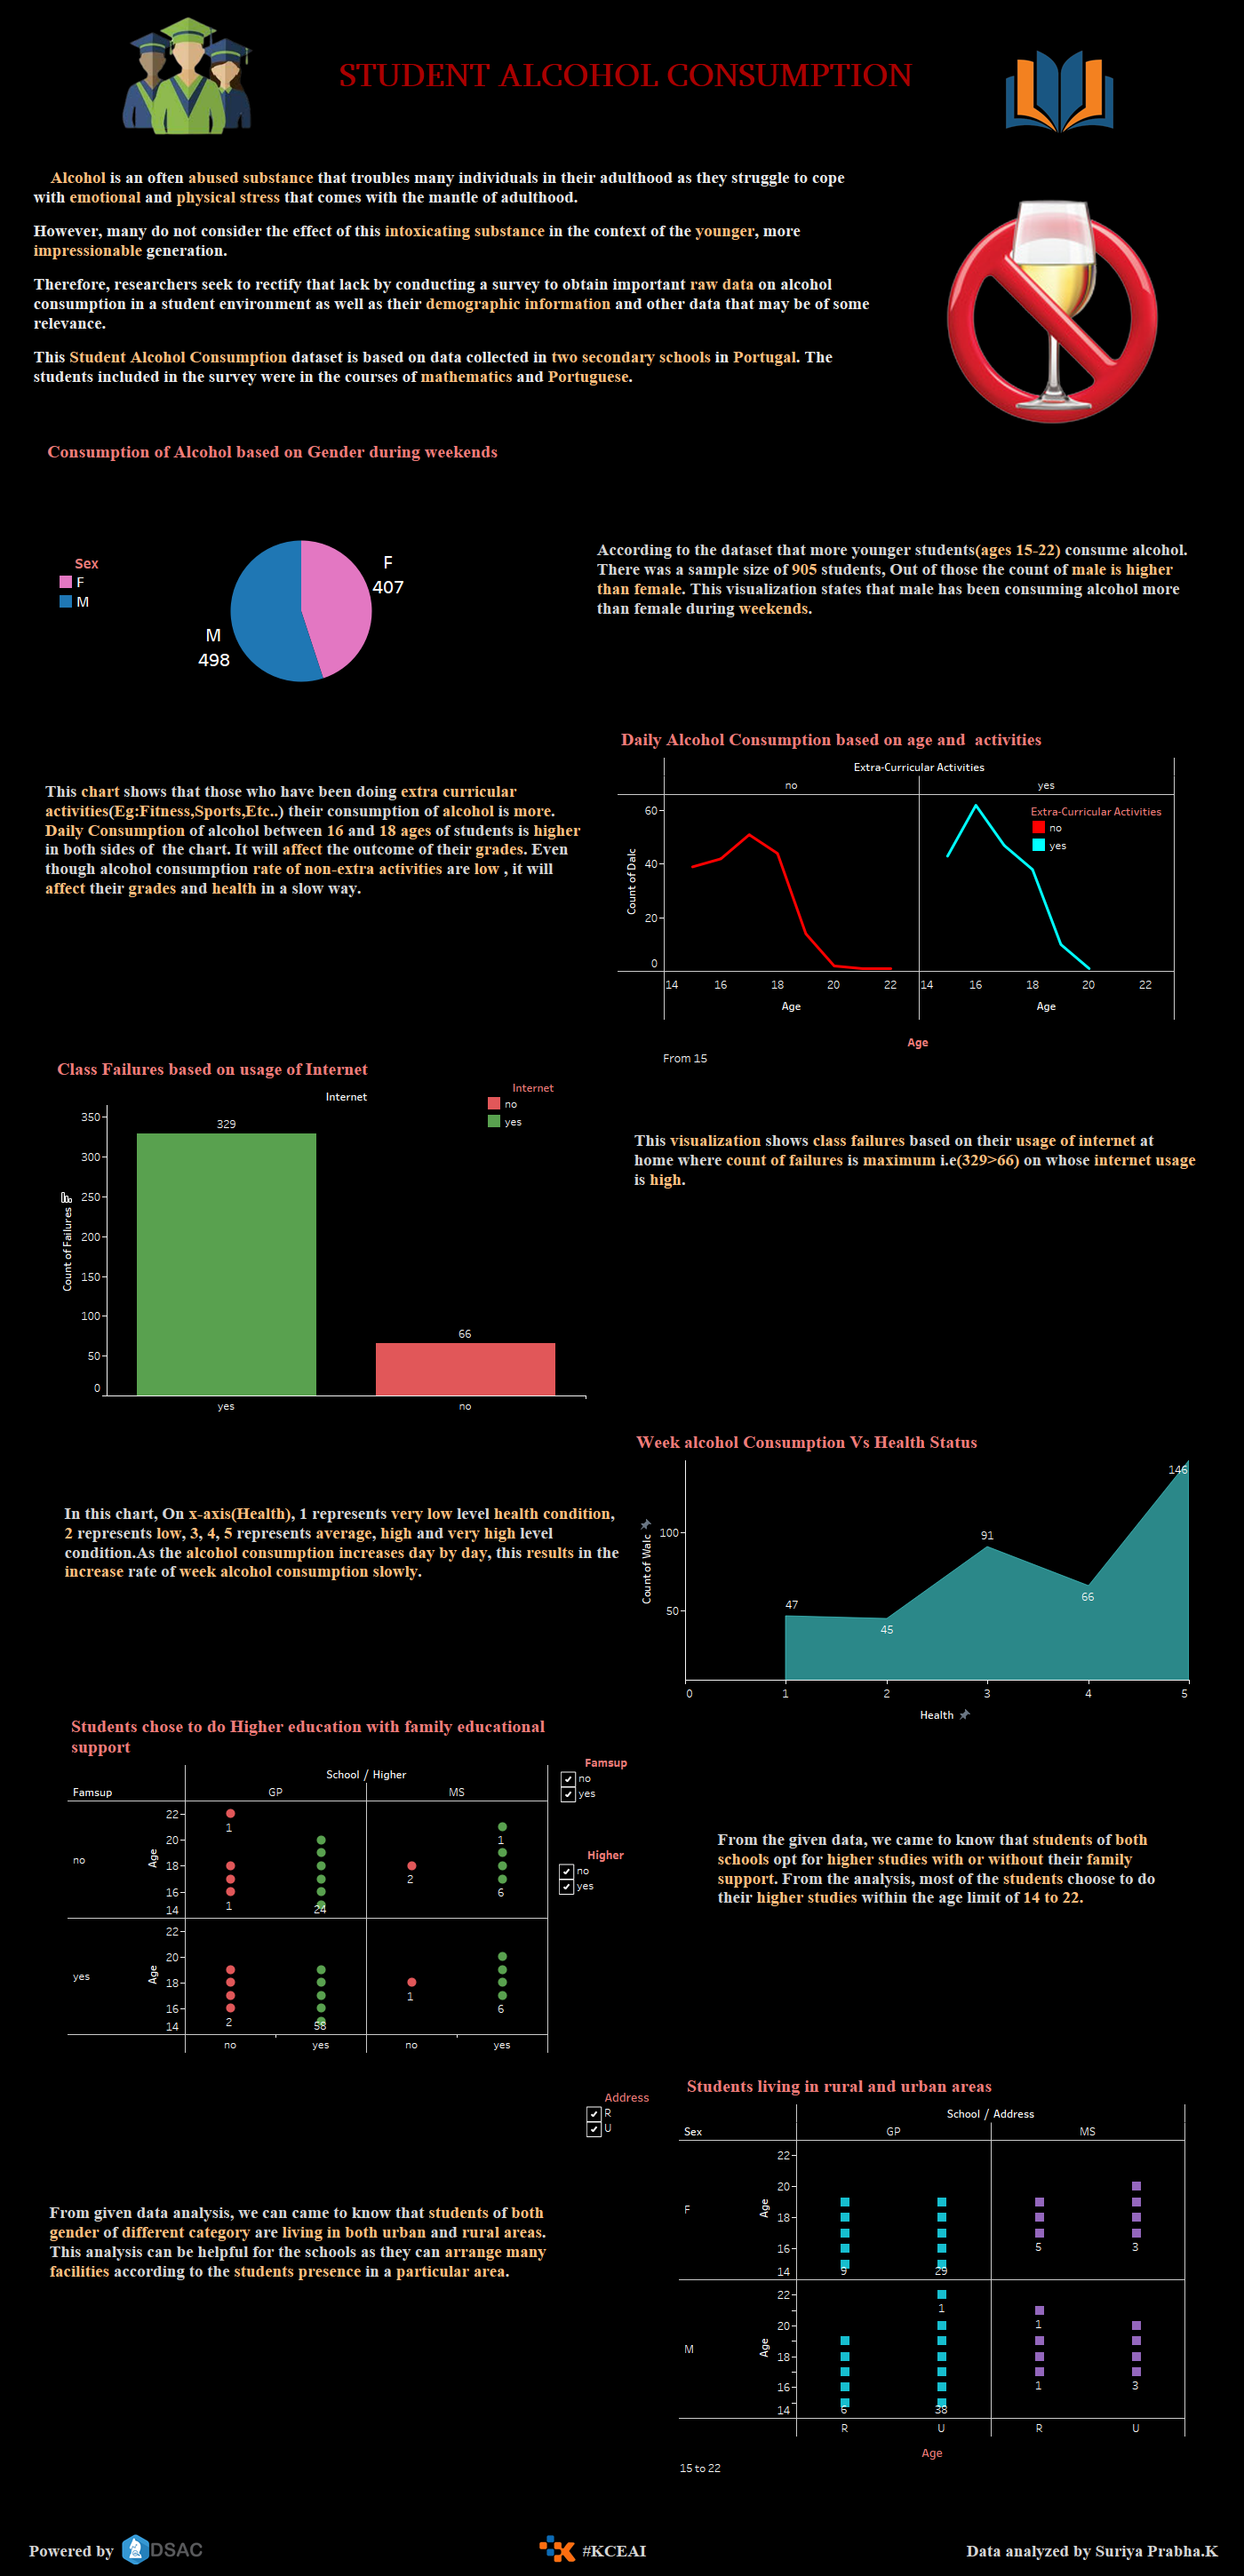 STUDENT ALCOHOL CONSUMPTION
Alcohol is an often abused substance that troubles many individuals in their adulthood as they struggle to cope
with emotional and physical stress that comes with the mantle of adulthood.
However, many do not consider the effect of this intoxicating substance in the context of the younger, more
impressionable generation.
Therefore, researchers seek to rectify that lack by conducting a survey to obtain important raw data on alcohol
consumption in a student environment as well as their demographic information and other data that may be of some
relevance.
This Student Alcohol Consumption dataset is based on data collected in two secondary schools in Portugal. The
students included in the survey were in the courses of mathematics and Portuguese.
Consumption of Alcohol based on Gender during weekends
Sex
F
M
F
407
M
498
According to the dataset that more younger students(ages 15-22) consume alcohol.
There was a sample size of 905 students, Out of those the count of male is higher
than female. This visualization states that male has been consuming alcohol more
than female during weekends.
Daily Alcohol Consumption based on age and  activities
This chart shows that those who have been doing extra curricular
activities(Eg:Fitness,Sports,Etc..) their consumption of alcohol is more.
Daily Consumption of alcohol between 16 and 18 ages of students is higher
in both sides of  the chart. It will affect the outcome of their grades. Even
though alcohol consumption rate of non-extra activities are low , it will
affect their grades and health in a slow way.
Extra-Curricular Activities
no yes
Extra-Curricular Activities
no
yes
Count of Dalc
60
40
20
0
14 16 18 20 22 14 16 18 20 22
Age Age
Age
From 15
Class Failures based on usage of Internet
Internet
Internet
no
yes
Count of Failures
350
300
250
200
150
100
50
0
329
66
yes no
This visualization shows class failures based on their usage of internet at
home where count of failures is maximum i.e(329>66) on whose internet usage
is high.
Week alcohol Consumption Vs Health Status
In this chart, On x-axis(Health), 1 represents very low level health condition,
2 represents low, 3, 4, 5 represents average, high and very high level
condition.As the alcohol consumption increases day by day, this results in the
increase rate of week alcohol consumption slowly.
Count of Walc
100
50
47
45
91
66
146
0 1 2 3 4 5
Health
Students chose to do Higher education with family educational
support
School / Higher
Famsup GP MS
Famsup
no
yes
Higher
no
yes
no
Age
22
20
18
16
14
1
1
24
2
1
6
yes
Age
22
20
18
16
14
2
58
1
6
no yes no yes
From the given data, we came to know that students of both
schools opt for higher studies with or without their family
support. From the analysis, most of the students choose to do
their higher studies within the age limit of 14 to 22.
Address
R
U
Students living in rural and urban areas
School / Address
Sex GP MS
F
Age
22
20
18
16
14
9 29 5 3
M
Age
22
20
18
16
14
1
1
6 38 1 3
R U R U
Age
15 to 22
From given data analysis, we can came to know that students of both
gender of different category are living in both urban and rural areas.
This analysis can be helpful for the schools as they can arrange many
facilities according to the students presence in a particular area.
Powered by DSAC
#KCEAI
Data analyzed by Suriya Prabha.K